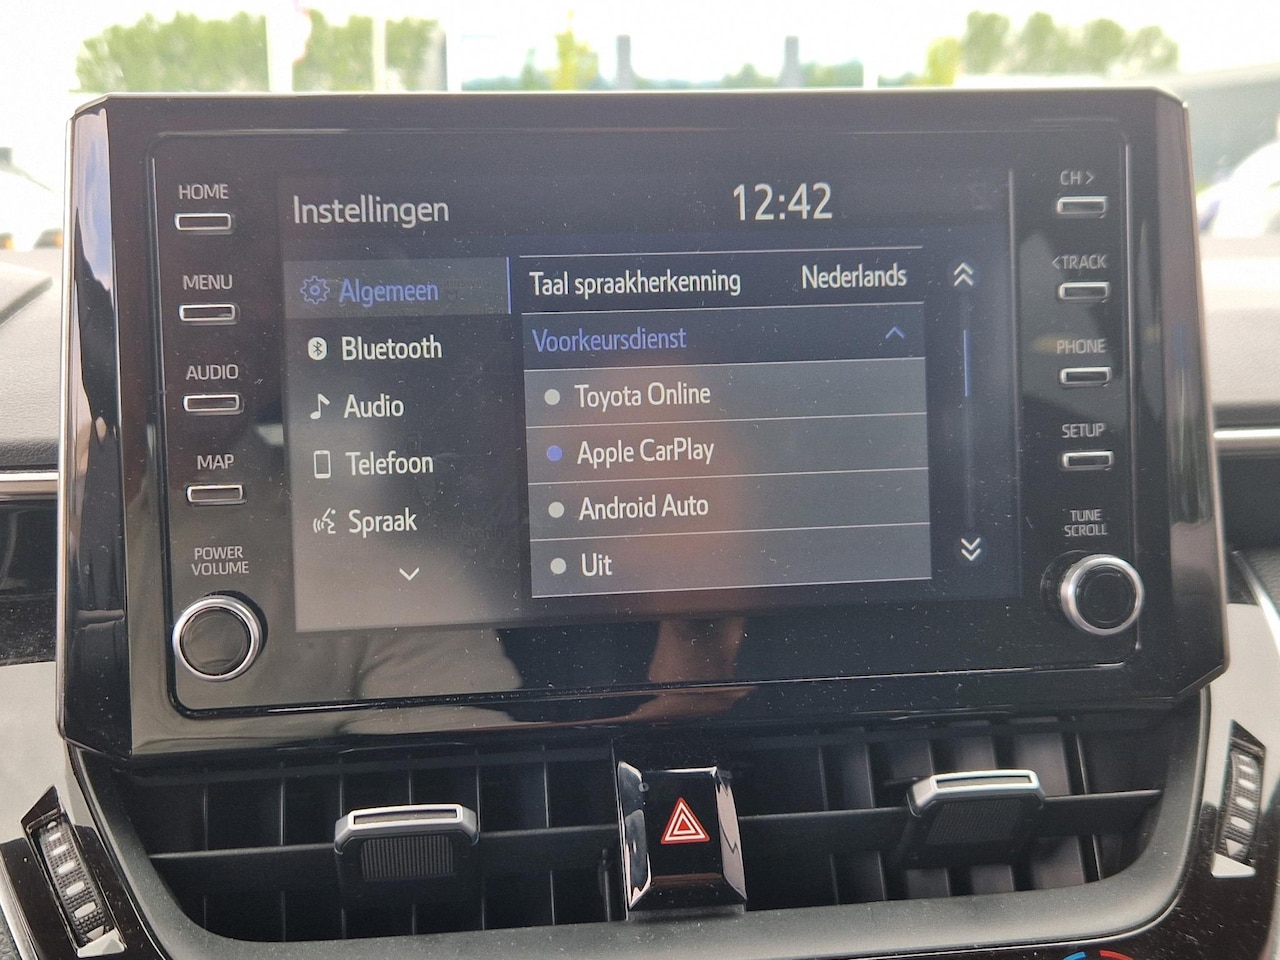 HOME
MENU
AUDIO
MAP
POWER
VOLUME
Instellingen
12:42
Algemeen
Bluetooth
Audio
Telefoon
Spraak
Taal spraakherkenning Nederlands
Voorkeursdienst
Toyota Online
Apple CarPlay
Android Auto
Uit
CH >
<TRACK
PHONE
SETUP
TUNE
SCROLL